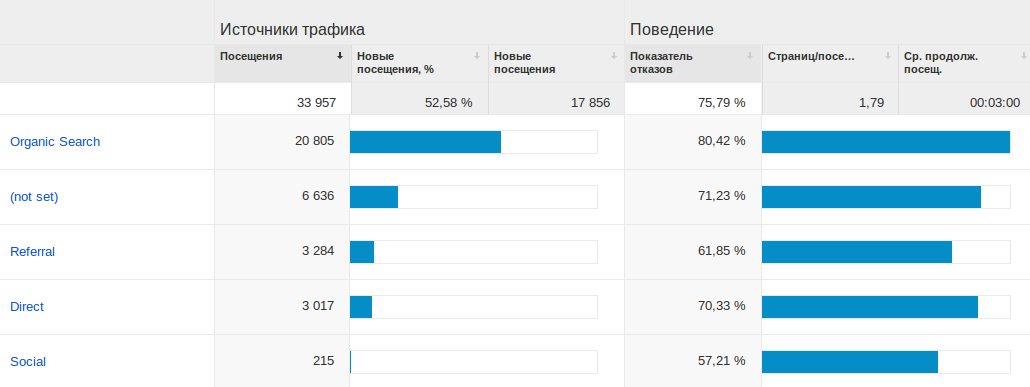 Источники трафика Поведение
Посещения Новые посещения, % Новые посещения Показатель отказов Страниц/посе… Ср. продолж. посещ.
33 957 52,58 % 17 856 75,79 % 1,79 00:03:00
Organic Search 20 805 80,42 %
(not set) 6 636 71,23 %
Referral 3 284 61,85 %
Direct 3 017 70,33 %
Social 215 57,21 %